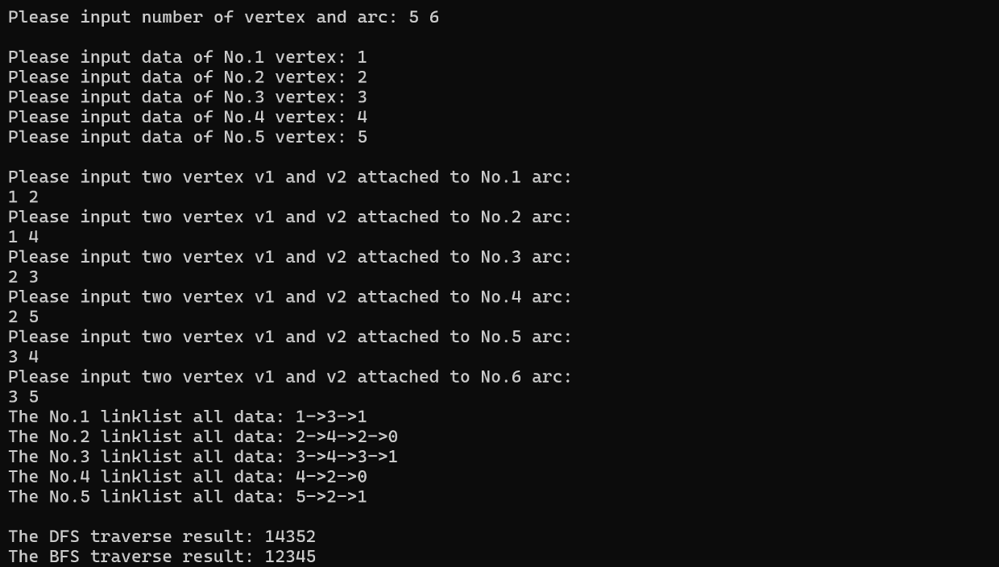 Please input number of vertex and arc: 5 6
Please input data of No.1 vertex: 1
Please input data of No.2 vertex: 2
Please input data of No.3 vertex: 3
Please input data of No.4 vertex: 4
Please input data of No.5 vertex: 5
Please input two vertex v1 and v2 attached to No.1 arc:
1 2
Please input two vertex v1 and v2 attached to No.2 arc:
1 4
Please input two vertex v1 and v2 attached to No.3 arc:
2 3
Please input two vertex v1 and v2 attached to No.4 arc:
2 5
Please input two vertex v1 and v2 attached to No.5 arc:
3 4
Please input two vertex v1 and v2 attached to No.6 arc:
3 5
The No.1 linklist all data: 1->3->1
The No.2 linklist all data: 2->4->2->0
The No.3 linklist all data: 3->4->3->1
The No.4 linklist all data: 4->2->0
The No.5 linklist all data: 5->2->1
The DFS traverse result: 14352
The BFS traverse result: 12345